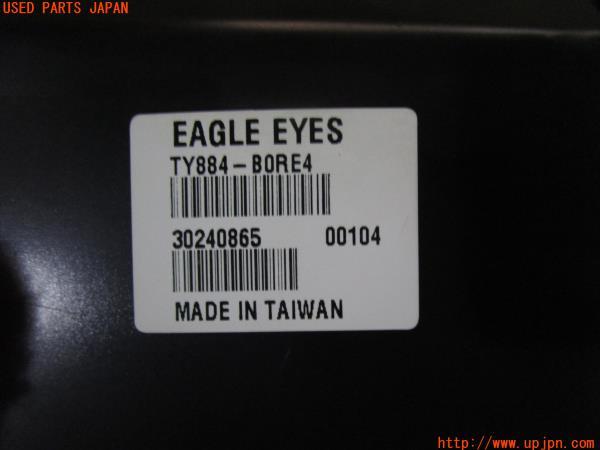 USED PARTS JAPAN
EAGLE EYES
TY884-B0RE4
30240865 00104
MADE IN TAIWAN
http://www.upjpn.com